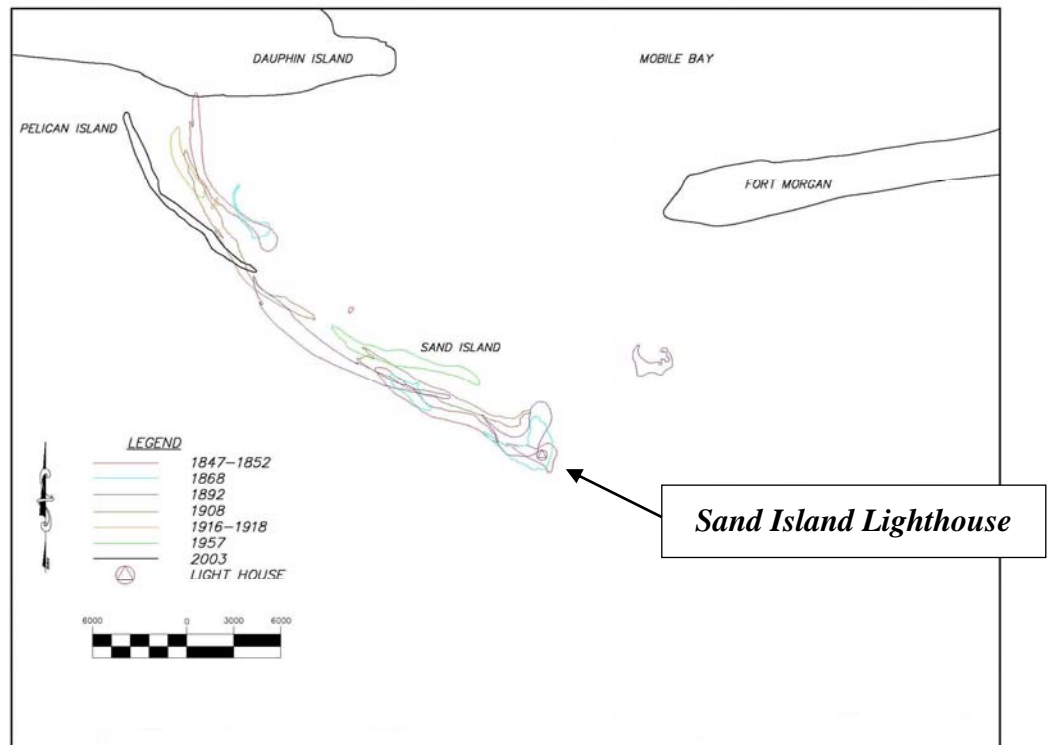 DAUPHIN ISLAND
MOBILE BAY
PELICAN ISLAND
FORT MORGAN
SAND ISLAND
LEGEND
1847-1852
1868
1892
1908
1916-1918
1957
2003
LIGHT HOUSE
Sand Island Lighthouse
6000 0 3000 6000